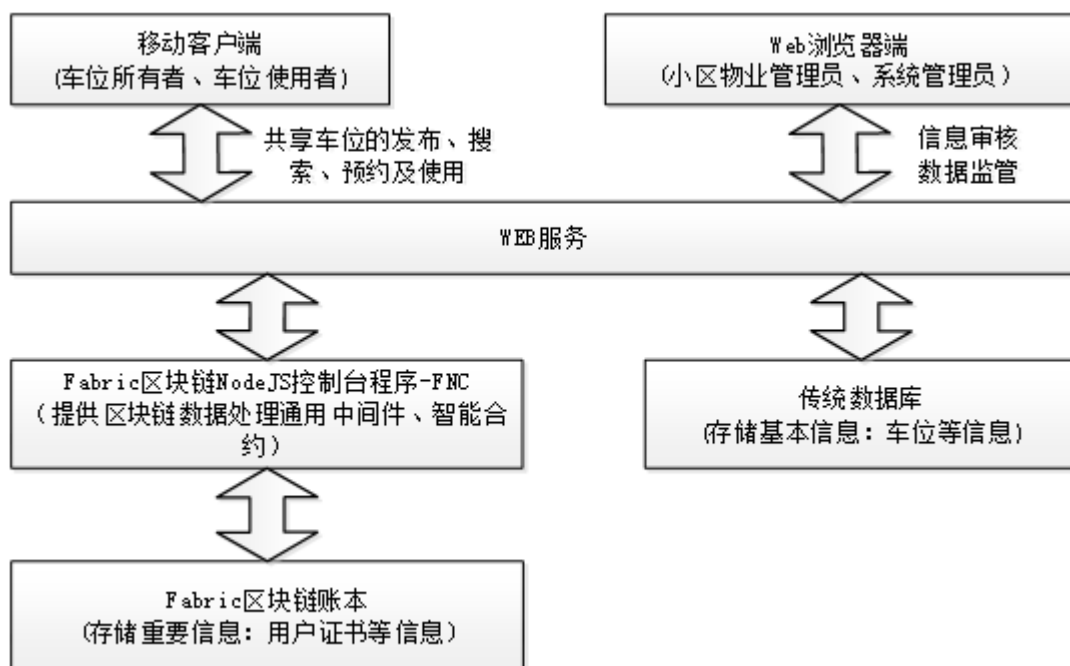 移动客户端
(车位所有者、车位使用者)
Web浏览器端
(小区物业管理员、系统管理员)
共享车位的发布、搜
索、预约及使用
信息审核
数据监管
WEB服务
Fabric区块链NodeJS控制台程序-FNC
(提供区块链数据处理通用中间件、智能合
约)
传统数据库
(存储基本信息：车位等信息)
Fabric区块链账本
(存储重要信息：用户证书等信息)